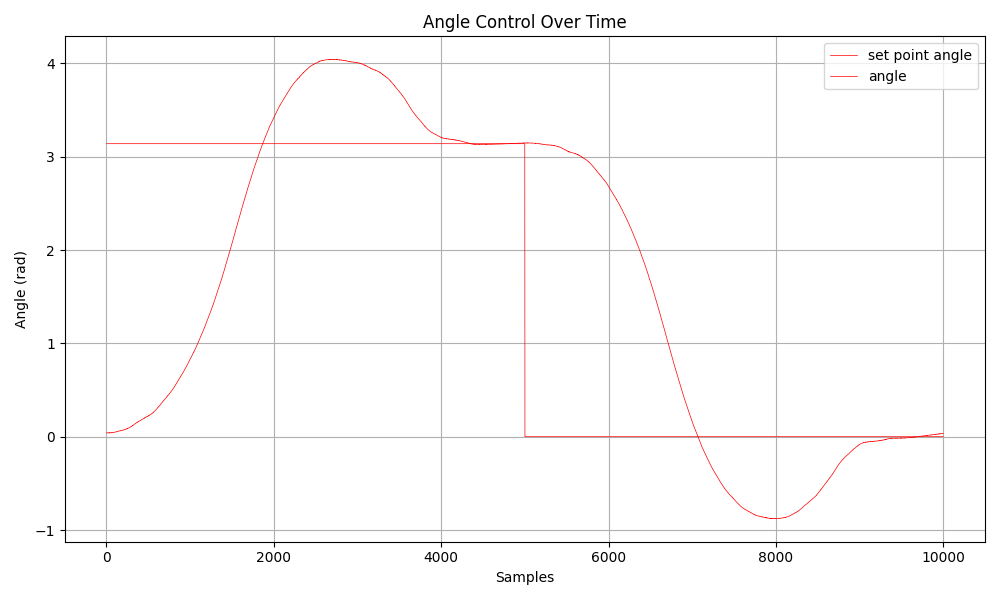 Angle Control Over Time
set point angle
angle
4
3
2
1
0
−1
Angle (rad)
0
2000
4000
6000
8000
10000
Samples